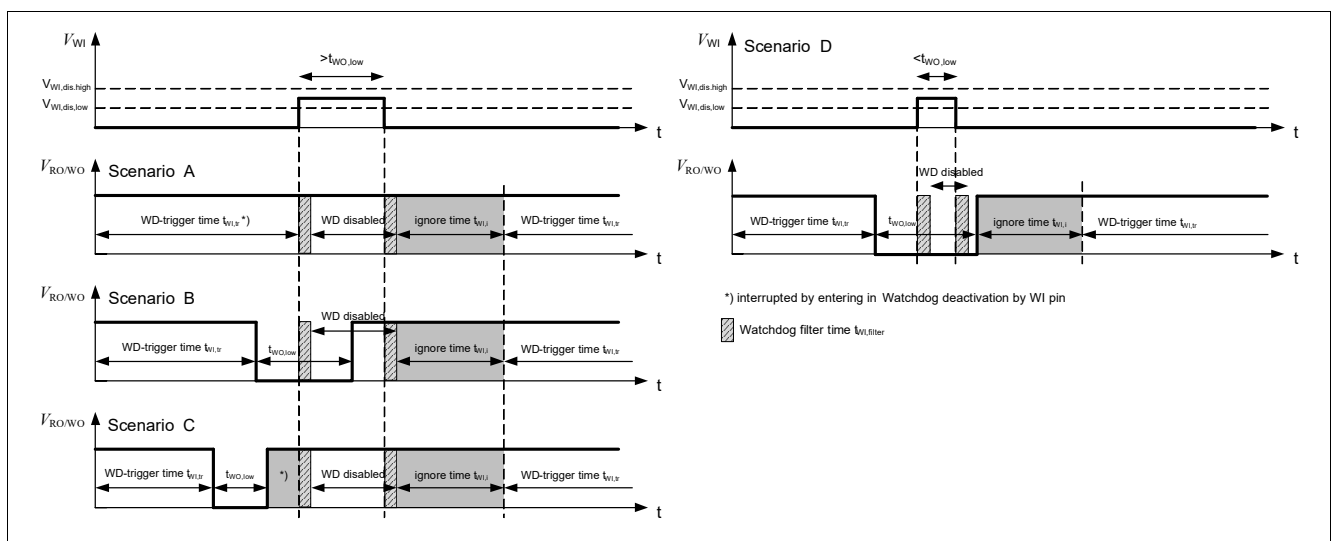 V_WI
>t_WO,low
V_WI,dis.high
V_WI,dis,low
t
V_RO/WO
Scenario A
WD-trigger time t_WI,tr *)
WD disabled
ignore time t_WI,i
WD-trigger time t_WI,tr
t
V_RO/WO
Scenario B
WD disabled
WD-trigger time t_WI,tr
t_WO,low
ignore time t_WI,i
WD-trigger time t_WI,tr
t
V_RO/WO
Scenario C
WD-trigger time t_WI,tr
t_WO,low
*)
WD disabled
ignore time t_WI,i
WD-trigger time t_WI,tr
t
V_WI
Scenario D
<t_WO,low
V_WI,dis.high
V_WI,dis,low
t
V_RO/WO
WD disabled
WD-trigger time t_WI,tr
t_WO,low
ignore time t_WI,i
WD-trigger time t_WI,tr
t
*) interrupted by entering in Watchdog deactivation by WI pin
Watchdog filter time t_WI,filter